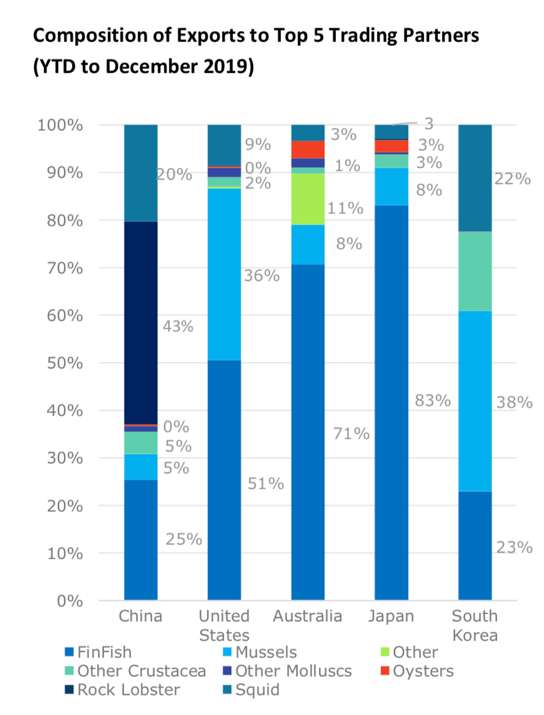 Composition of Exports to Top 5 Trading Partners
(YTD to December 2019)
100%
90%
80%
70%
60%
50%
40%
30%
20%
10%
0%
20%
43%
0%
5%
5%
25%
9%
0%
2%
36%
51%
3%
1%
11%
8%
71%
3
3%
3%
8%
83%
22%
38%
23%
China
United
States
Australia
Japan
South
Korea
FinFish Mussels Other
Other Crustacea Other Molluscs Oysters
Rock Lobster Squid